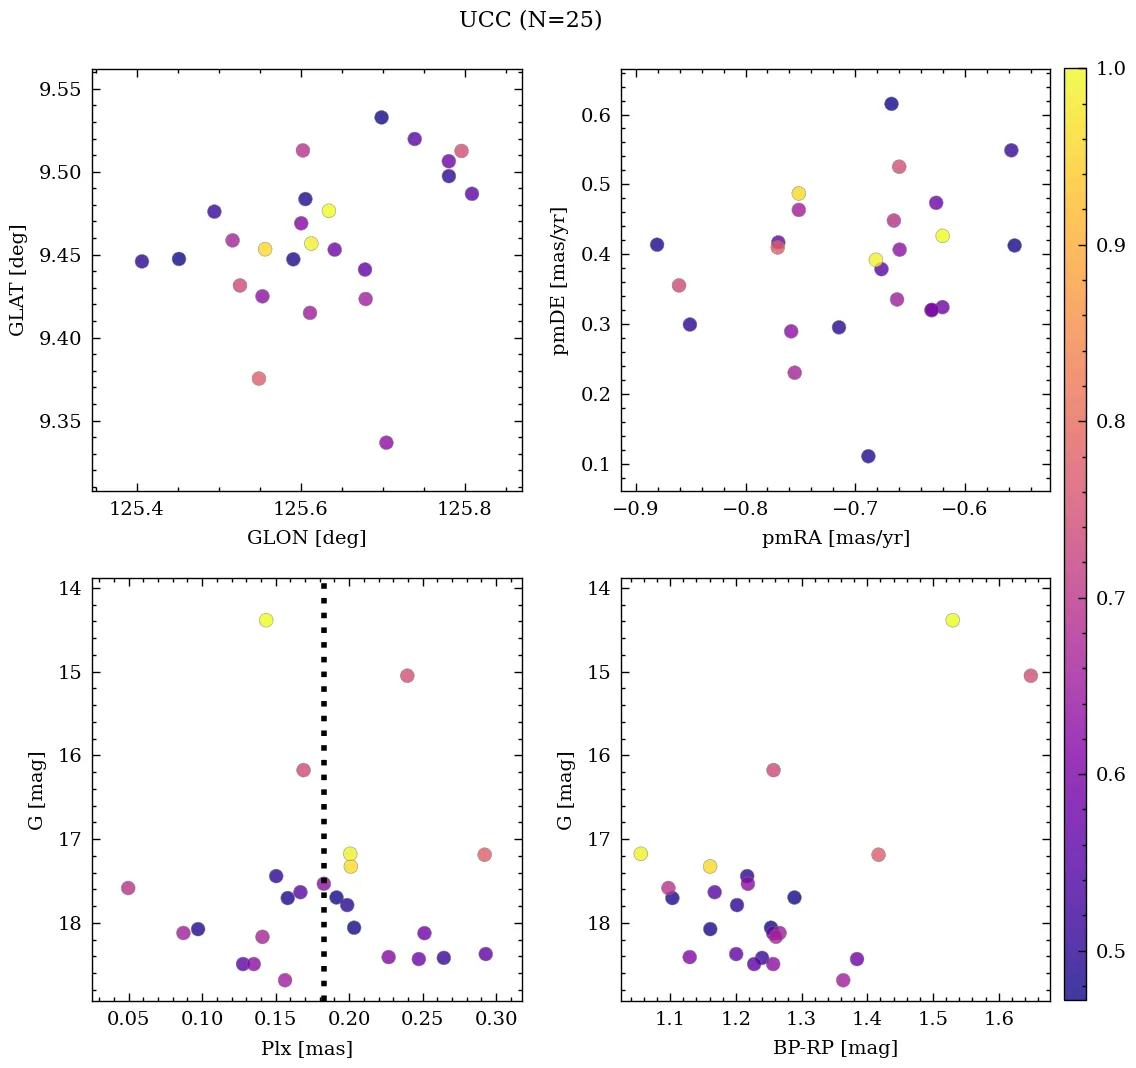 UCC (N=25)
9.55
9.50
9.45
9.40
9.35
GLAT [deg]
125.4 125.6 125.8
GLON [deg]
0.6
0.5
0.4
0.3
0.2
0.1
pmDE [mas/yr]
−0.9 −0.8 −0.7 −0.6
pmRA [mas/yr]
14
15
16
17
18
G [mag]
0.05 0.10 0.15 0.20 0.25 0.30
Plx [mas]
14
15
16
17
18
G [mag]
1.1 1.2 1.3 1.4 1.5 1.6
BP-RP [mag]
1.0
0.9
0.8
0.7
0.6
0.5